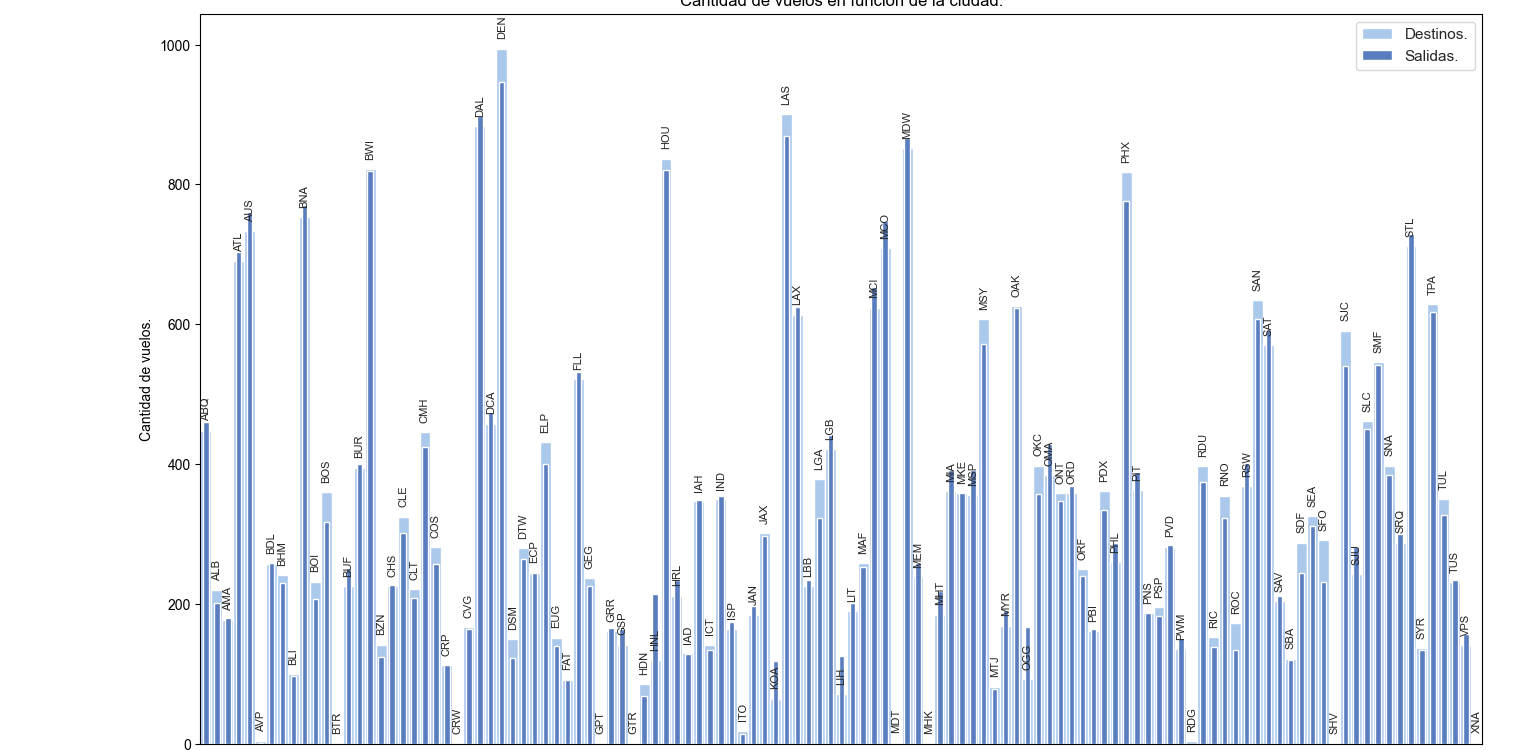 Cantidad de vuelos en función de la ciudad.
Destinos.
Salidas.
Cantidad de vuelos.
1000
800
600
400
200
0
ABQ
ALB
AMA
ATL
AUS
AVP
BDL
BHM
BLI
BNA
BOI
BOS
BTR
BUF
BUR
BWI
BZN
CHS
CLE
CLT
CMH
COS
CRP
CRW
CVG
DAL
DCA
DEN
DSM
DTW
ECP
ELP
EUG
FAT
FLL
GEG
GPT
GRR
GSP
GTR
HDN
HNL
HOU
HRL
IAD
IAH
ICT
IND
ISP
ITO
JAN
JAX
KOA
LAS
LAX
LBB
LGA
LGB
LIH
LIT
MAF
MCI
MCO
MDT
MDW
MEM
MHK
MHT
MIA
MKE
MSP
MSY
MTJ
MYR
OAK
OGG
OKC
OMA
ONT
ORD
ORF
PBI
PDX
PHL
PHX
PIT
PNS
PSP
PVD
PWM
RDG
RDU
RIC
RNO
ROC
RSW
SAN
SAT
SAV
SBA
SDF
SEA
SFO
SHV
SJC
SJU
SLC
SMF
SNA
SRQ
STL
SYR
TPA
TUL
TUS
VPS
XNA